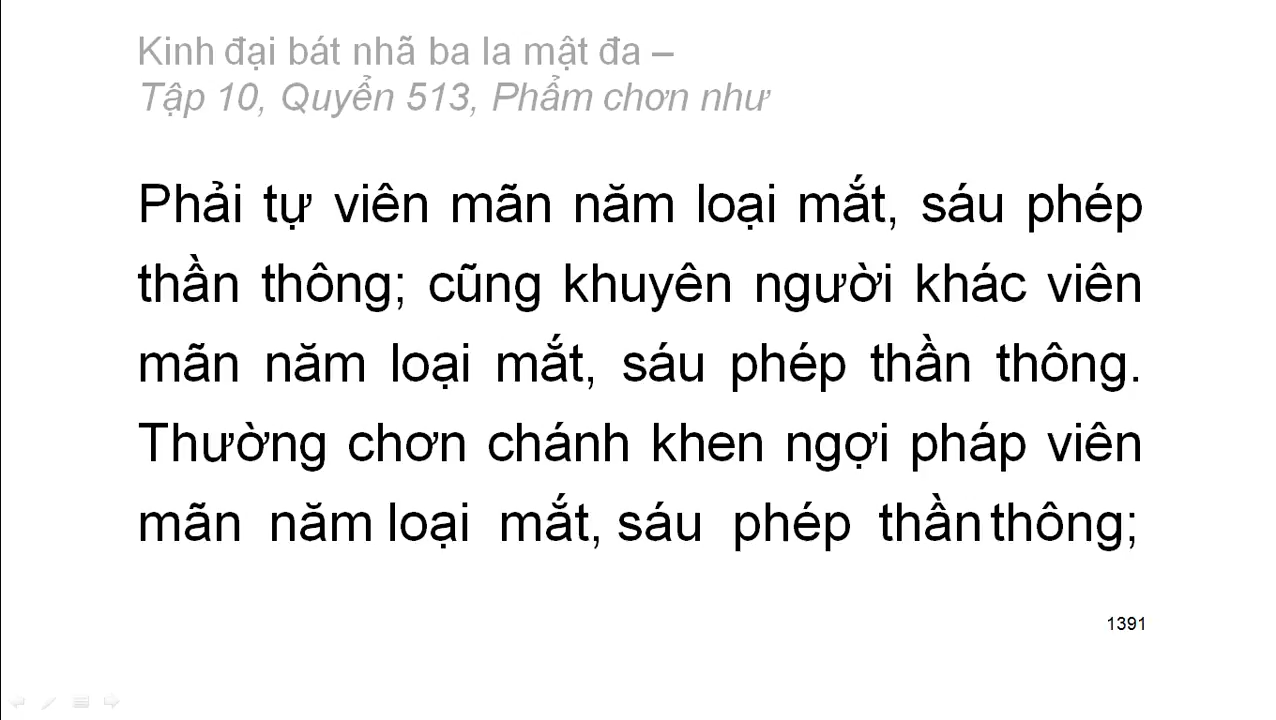 Kinh đại bát nhã ba la mật đa –
Tập 10, Quyển 513, Phẩm chơn như
Phải tự viên mãn năm loại mắt, sáu phép
thần thông; cũng khuyên người khác viên
mãn năm loại mắt, sáu phép thần thông.
Thường chơn chánh khen ngợi pháp viên
mãn năm loại mắt, sáu phép thần thông;
1391